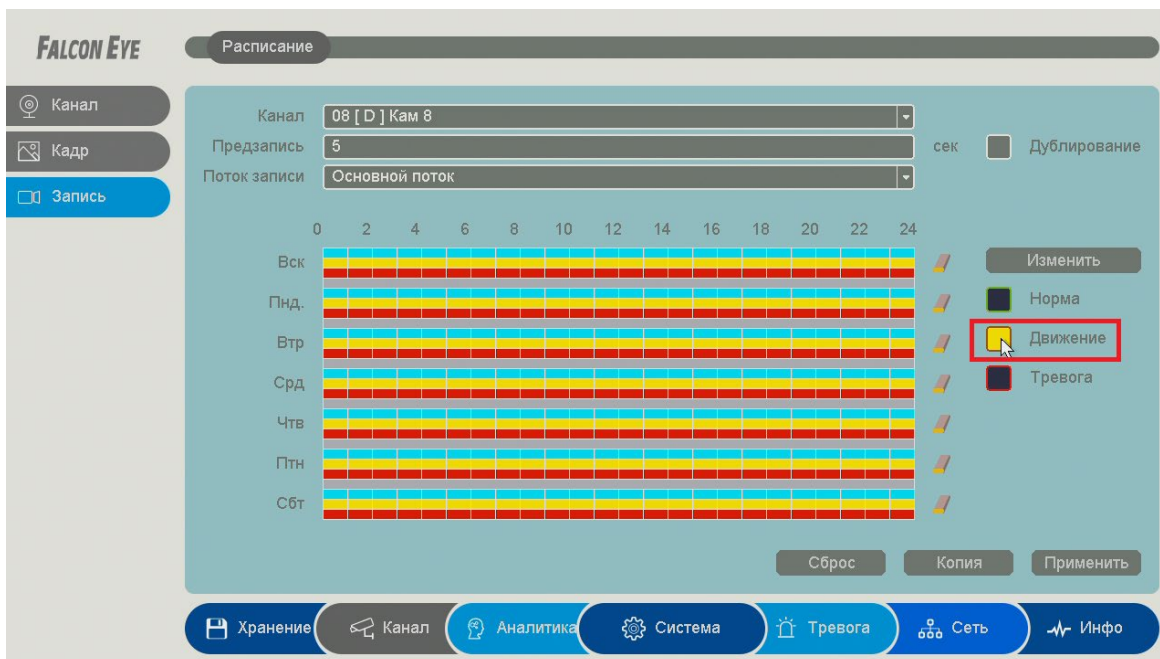 FALCON EYE
Расписание
Канал
Кадр
Запись
Канал 08 [ D ] Кам 8
Предзапись 5 сек Дублирование
Поток записи Основной поток
0 2 4 6 8 10 12 14 16 18 20 22 24
Вск Изменить
Пнд. Норма
Втр Движение
Срд Тревога
Чтв
Птн
Сбт
Сброс Копия Применить
Хранение Канал Аналитика Система Тревога Сеть Инфо